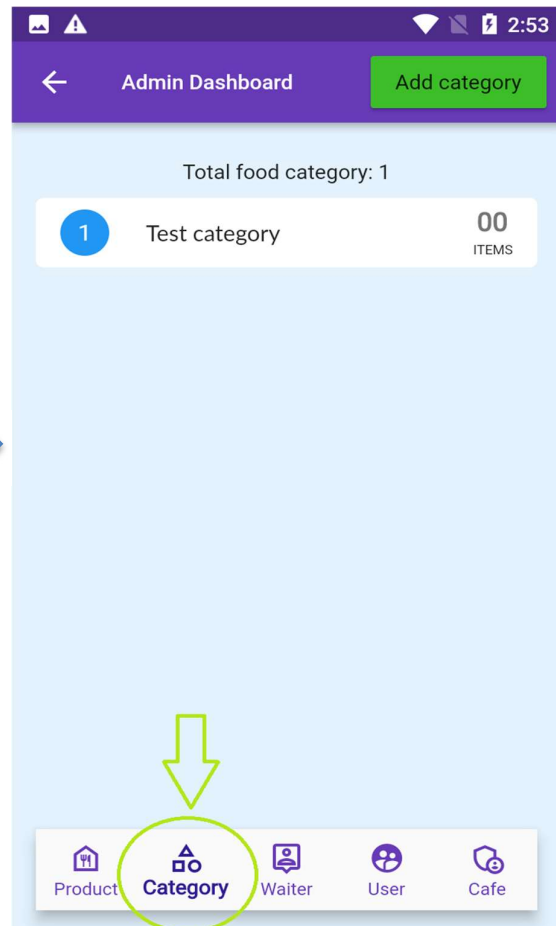 2:53
Admin Dashboard
Add category
Total food category: 1
1
Test category
00
ITEMS
Product
Category
Waiter
User
Cafe